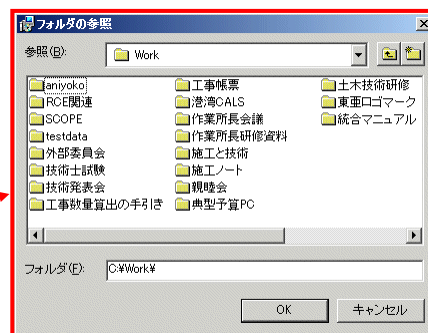 フォルダの参照
参照(B):
Work
aniyoko
RCE関連
SCOPE
testdata
外部委員会
技術士試験
技術発表会
工事数量算出の手引き
工事帳票
港湾CALS
作業所長会議
作業所長研修資料
施工と技術
施工ノート
親睦会
典型予算PC
土木技術研修
東亜ロゴマーク
統合マニュアル
フォルダ(F):
C:¥Work¥
OK
キャンセル